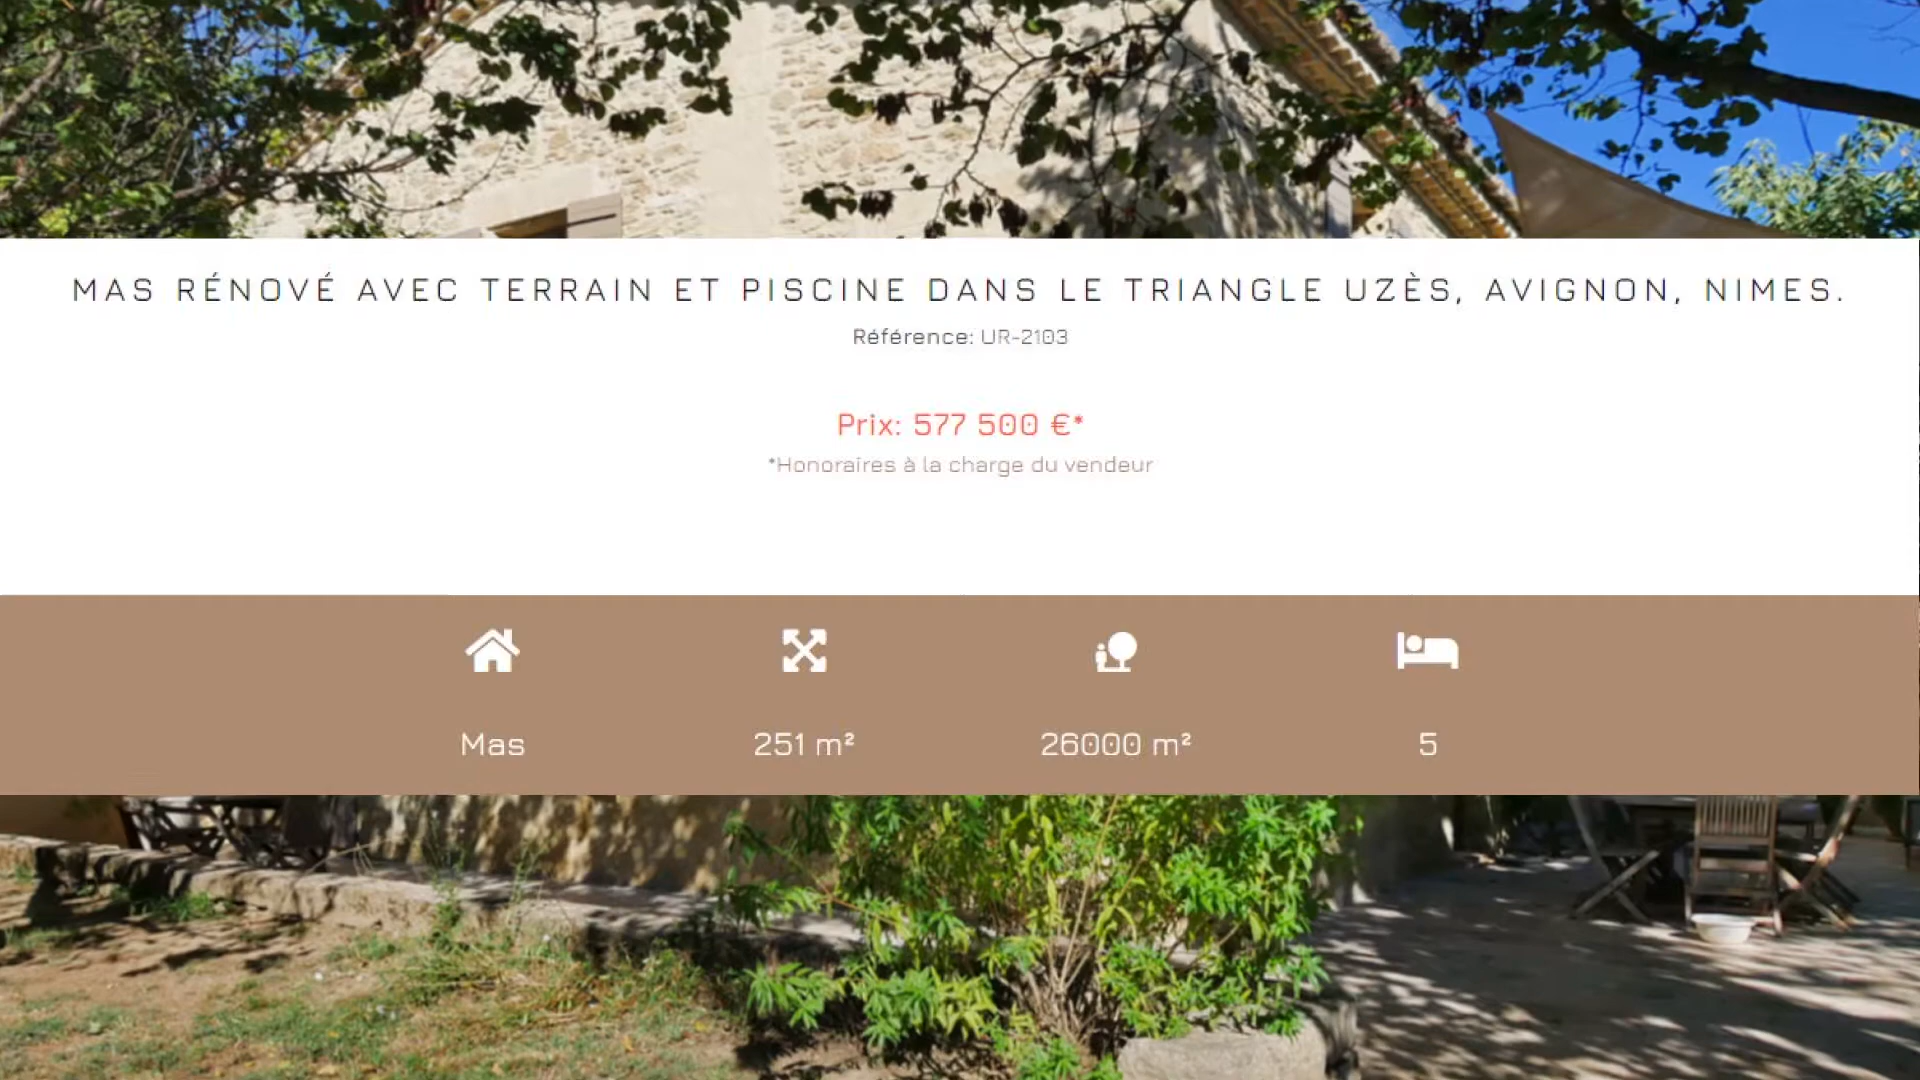 MAS RÉNOVÉ AVEC TERRAIN ET PISCINE DANS LE TRIANGLE UZÈS, AVIGNON, NIMES.
Référence: UR-2103
Prix: 577 500 €*
*Honoraires à la charge du vendeur
Mas 251 m² 26000 m² 5